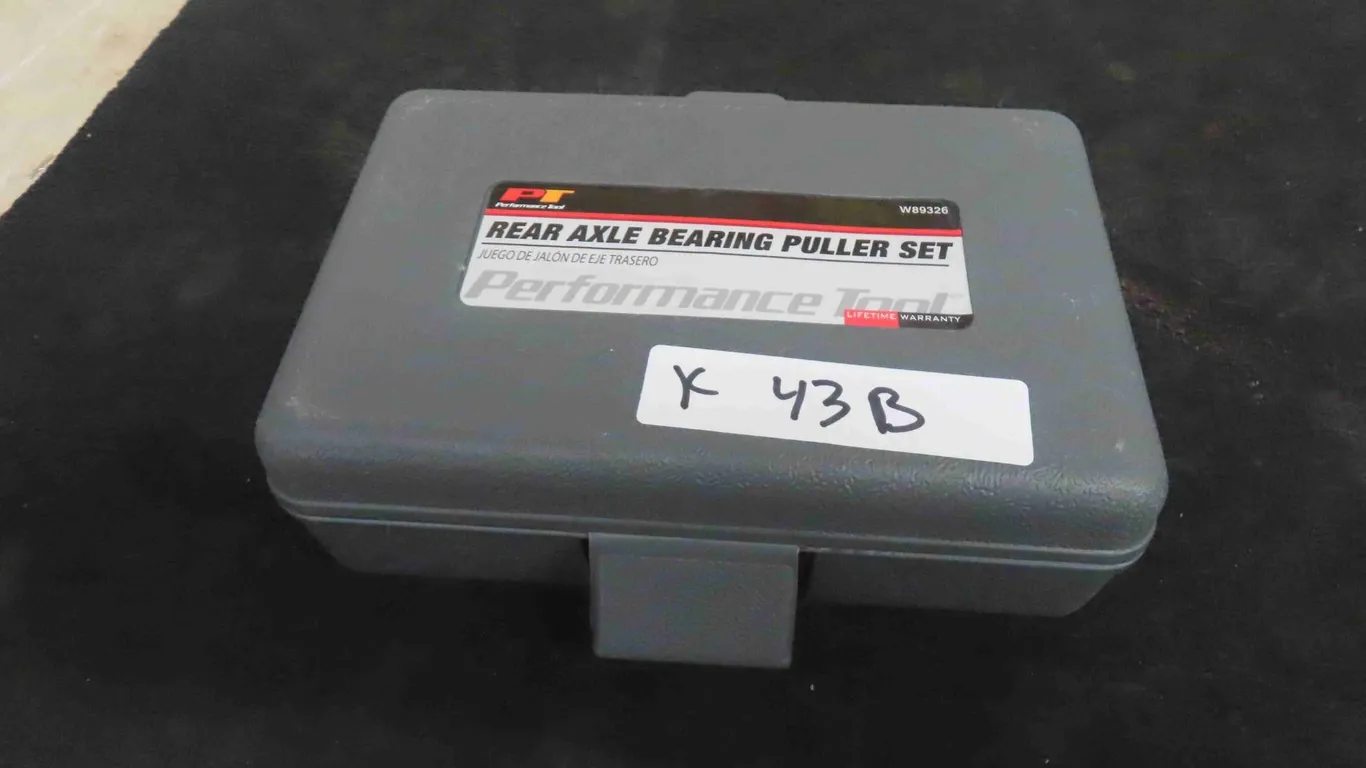 PT
Performance Tool
W89326
REAR AXLE BEARING PULLER SET
JUEGO DE JALÓN DE EJE TRASERO
Performance Tool
LIFETIME WARRANTY
X 43B